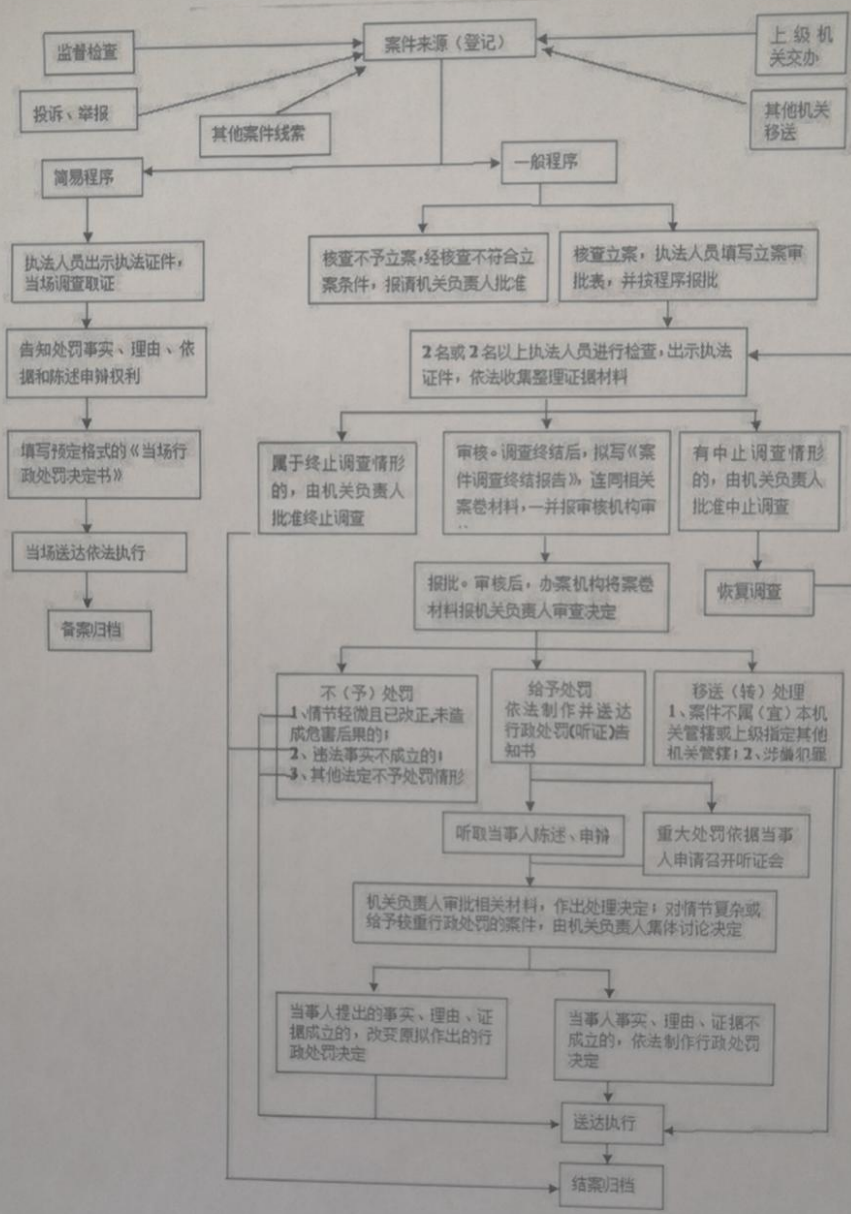 监督检查
案件来源（登记）
上级机
关交办
投诉、举报
其他案件线索
其他机关
移送
简易程序
一般程序
执法人员出示执法证件，
当场调查取证
核查不予立案，经核查不符合立
案条件，报请机关负责人批准
核查立案，执法人员填写立案审
批表，并按程序报批
告知处罚事实、理由、依
据和陈述申辩权利
2名或2名以上执法人员进行检查，出示执法
证件，依法收集整理证据材料
填写预定格式的《当场行
政处罚决定书》
属于终止调查情形
的，由机关负责人
批准终止调查
审核。调查终结后，拟写《案
件调查终结报告》，连同相关
案卷材料，一并报审核机构审
有中止调查情形
的，由机关负责人
批准中止调查
当场送达依法执行
报批。审核后，办案机构将案卷
材料报机关负责人审查决定
恢复调查
备案归档
不（予）处罚
1、情节轻微且已改正，未造
成危害后果的；
2、违法事实不成立的；
3、其他法定不予处罚情形
给予处罚
依法制作并送达
行政处罚(听证)告
知书
移送（转）处理
1、案件不属（宜）本机
关管辖或上级指定其他
机关管辖；2、涉嫌犯罪
听取当事人陈述、申辩
重大处罚依据当事
人申请召开听证会
机关负责人审批相关材料，作出处理决定；对情节复杂或
给予较重行政处罚的案件，由机关负责人集体讨论决定
当事人提出的事实、理由、证
据成立的，改变原拟作出的行
政处罚决定
当事人事实、理由、证据不
成立的，依法制作行政处罚
决定
送达执行
结案归档